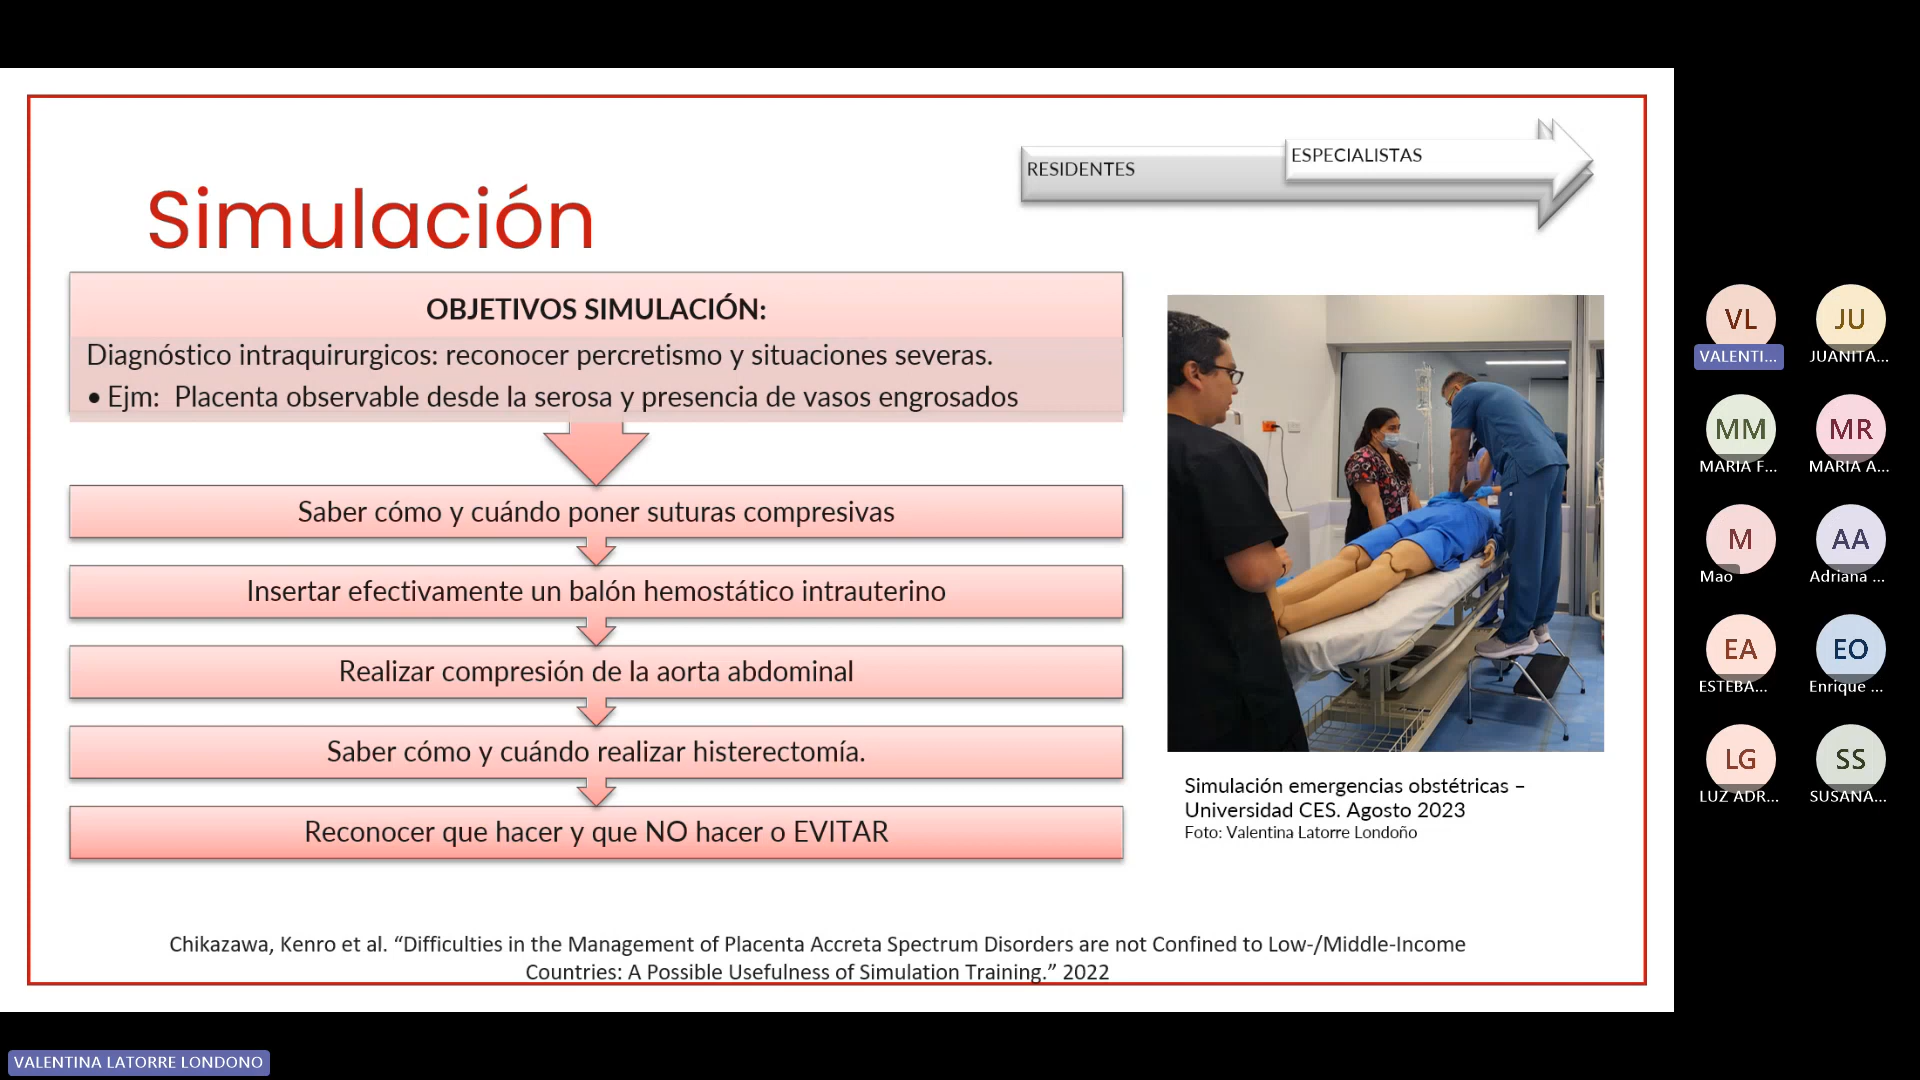 RESIDENTES
ESPECIALISTAS
Simulación
OBJETIVOS SIMULACIÓN:
Diagnóstico intraquirurgicos: reconocer percretismo y situaciones severas.
• Ejm: Placenta observable desde la serosa y presencia de vasos engrosados
Saber cómo y cuándo poner suturas compresivas
Insertar efectivamente un balón hemostático intrauterino
Realizar compresión de la aorta abdominal
Saber cómo y cuándo realizar histerectomía.
Reconocer que hacer y que NO hacer o EVITAR
Simulación emergencias obstétricas –
Universidad CES. Agosto 2023
Foto: Valentina Latorre Londoño
Chikazawa, Kenro et al. “Difficulties in the Management of Placenta Accreta Spectrum Disorders are not Confined to Low-/Middle-Income
Countries: A Possible Usefulness of Simulation Training.” 2022
VL
VALENTI...
JU
JUANITA...
MM
MARIA F...
MR
MARIA A...
M
Mao
AA
Adriana ...
EA
ESTEBA...
EO
Enrique ...
LG
LUZ ADR...
SS
SUSANA...
VALENTINA LATORRE LONDONO